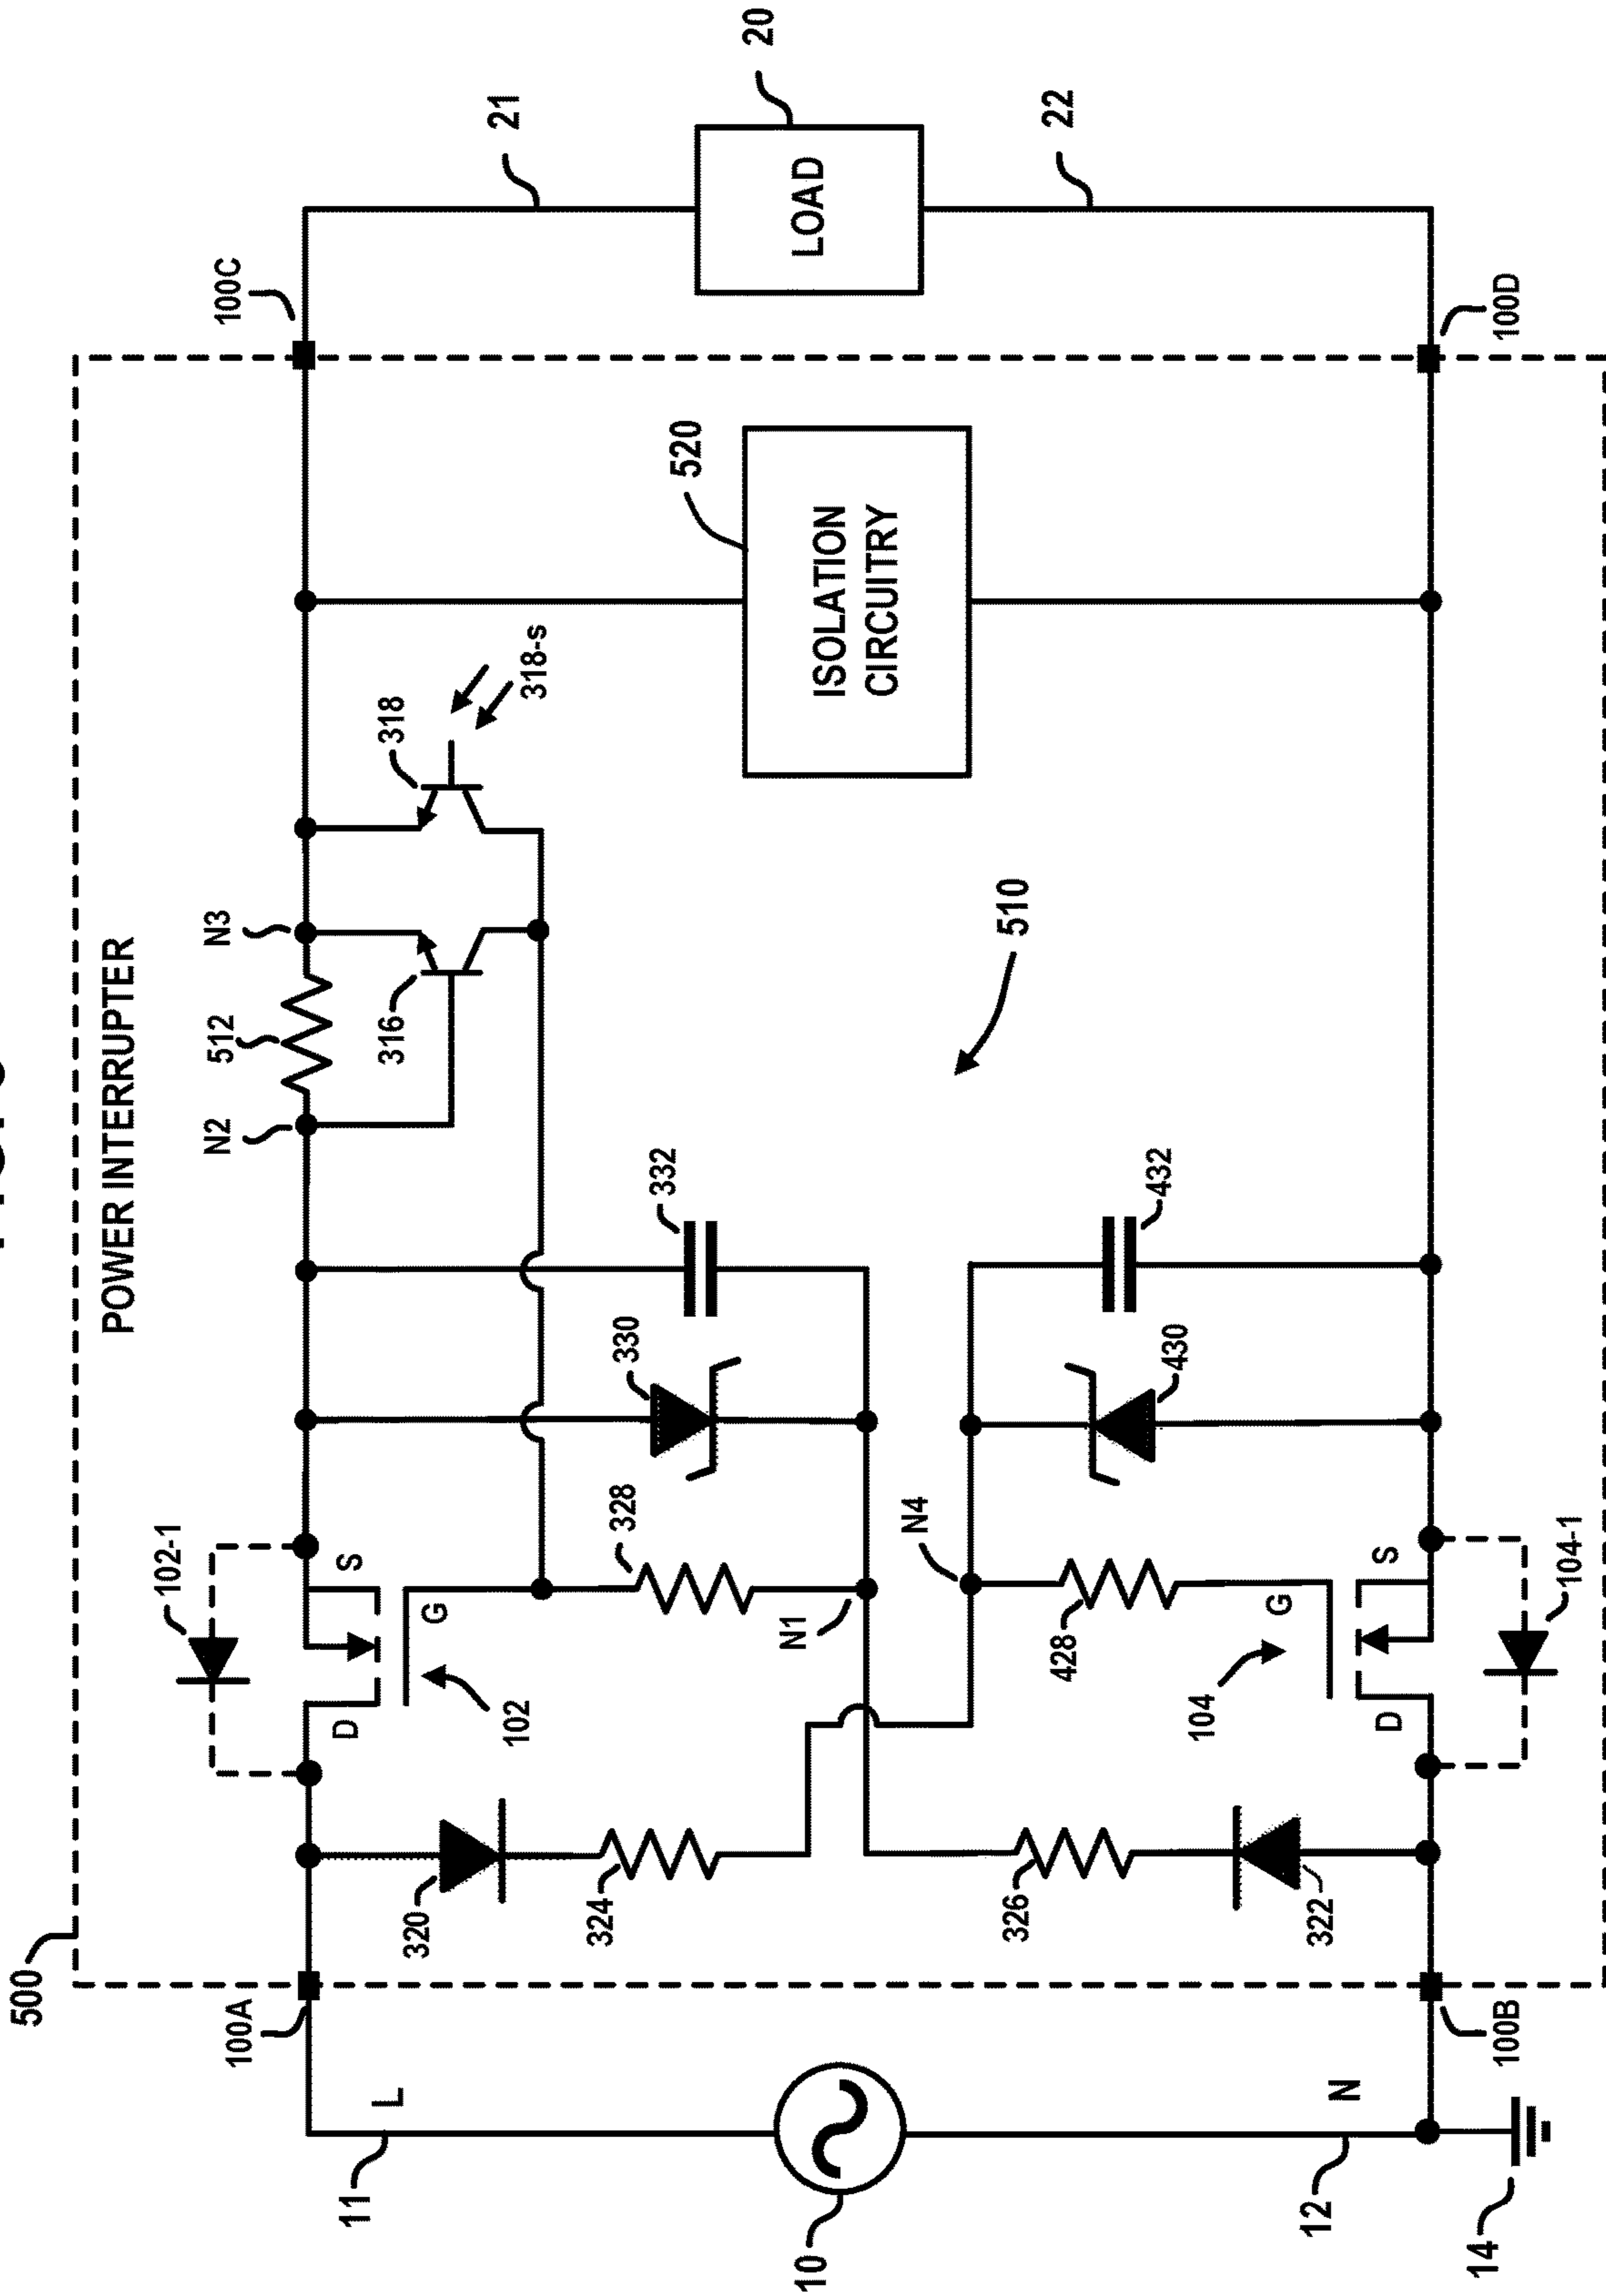 500
POWER INTERRUPTER
102-1
100A
N2
512
N3
100C
11
L
D
S
316
318
320
G
21
102
318-s
324
328
330
332
520
20
N1
10
LOAD
ISOLATION
CIRCUITRY
N4
326
510
428
22
430
432
104
G
12
322
N
D
S
14
100B
100D
104-1